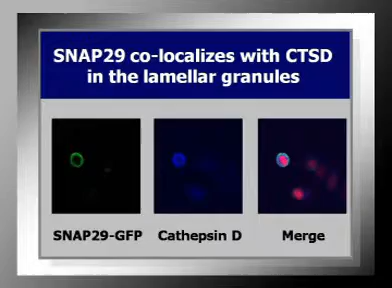 SNAP29 co-localizes with CTSD
in the lamellar granules
SNAP29-GFP Cathepsin D Merge